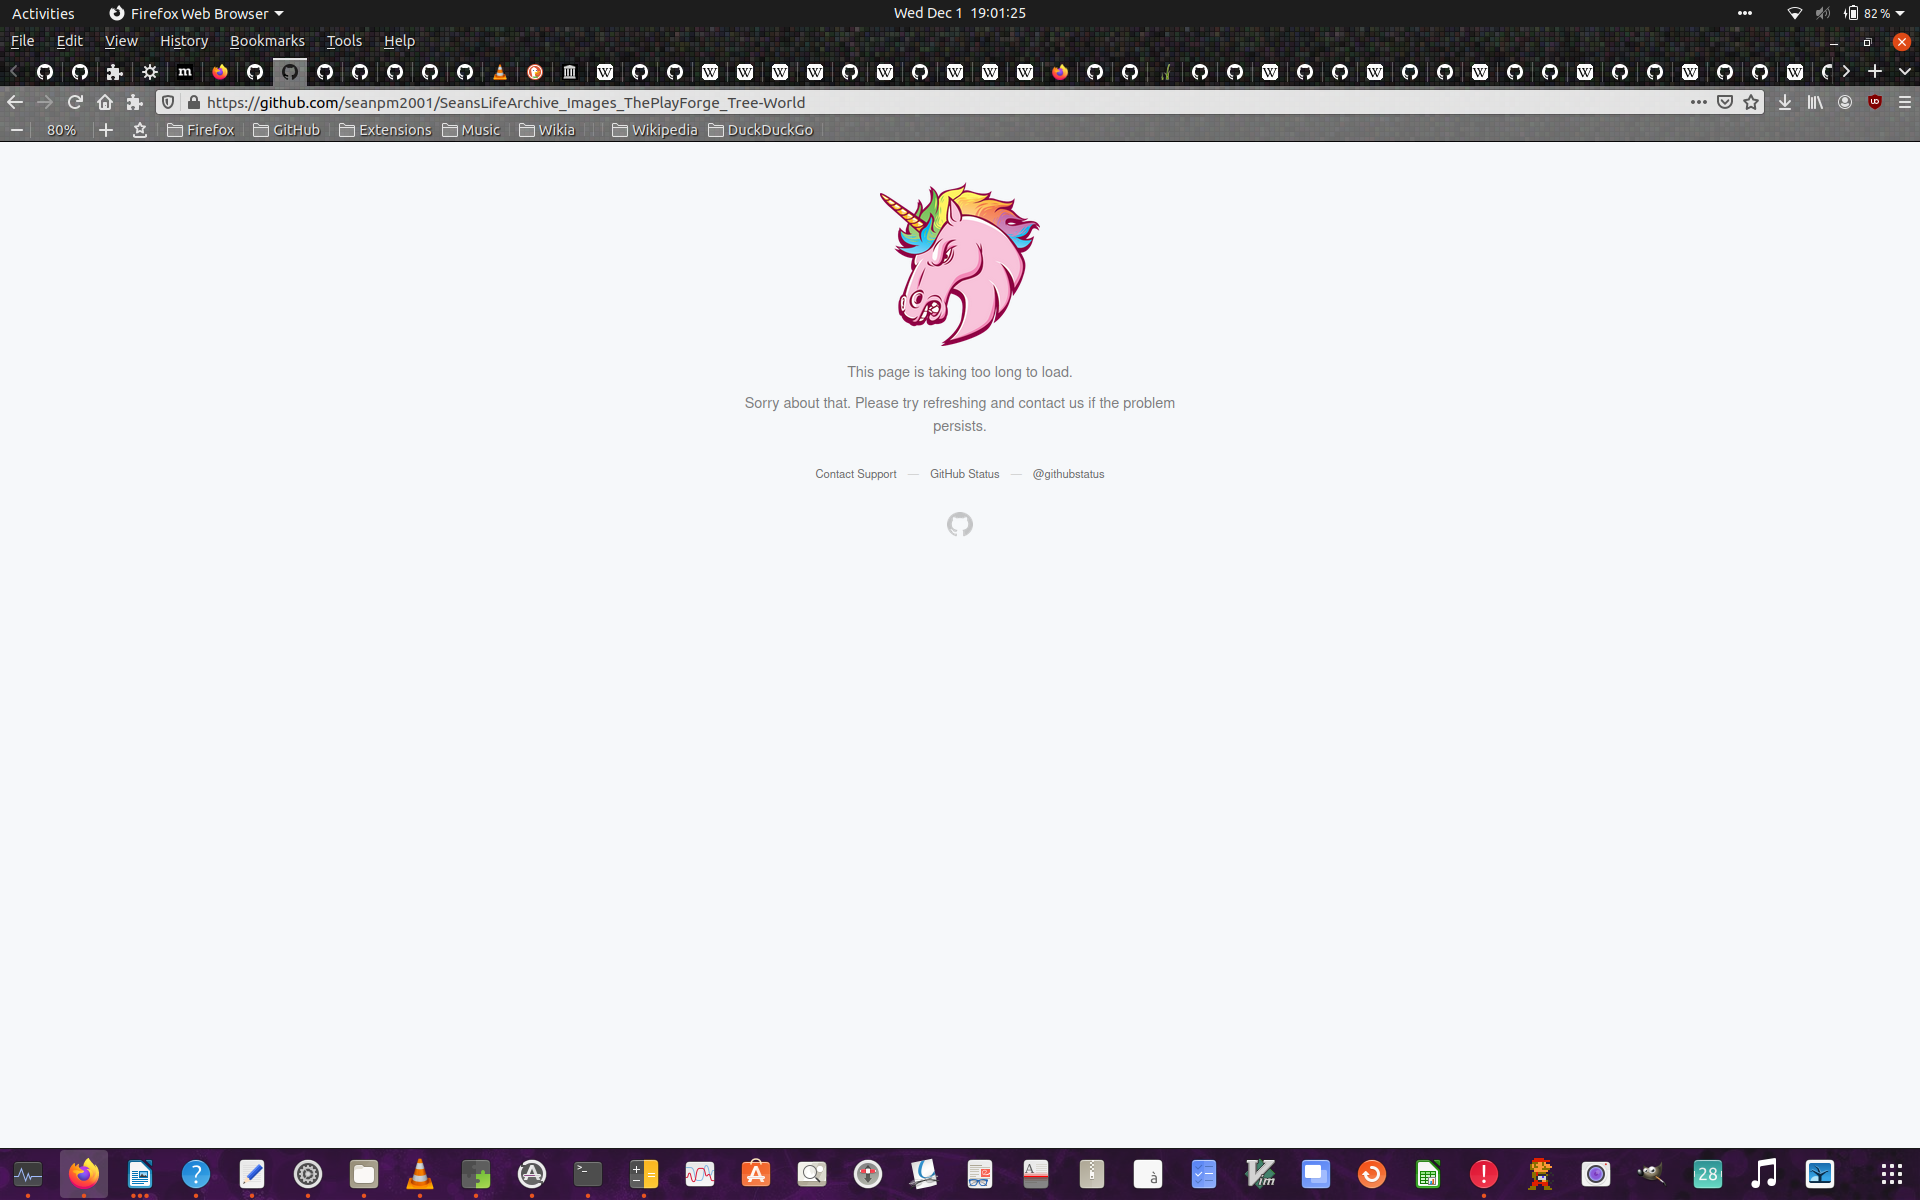 Activities Firefox Web Browser Wed Dec 1 19:01:25 82 %
File Edit View History Bookmarks Tools Help
https://github.com/seanpm2001/SeansLifeArchive_Images_ThePlayForge_Tree-World
80% Firefox GitHub Extensions Music Wikia Wikipedia DuckDuckGo
This page is taking too long to load.
Sorry about that. Please try refreshing and contact us if the problem
persists.
Contact Support — GitHub Status — @githubstatus
28